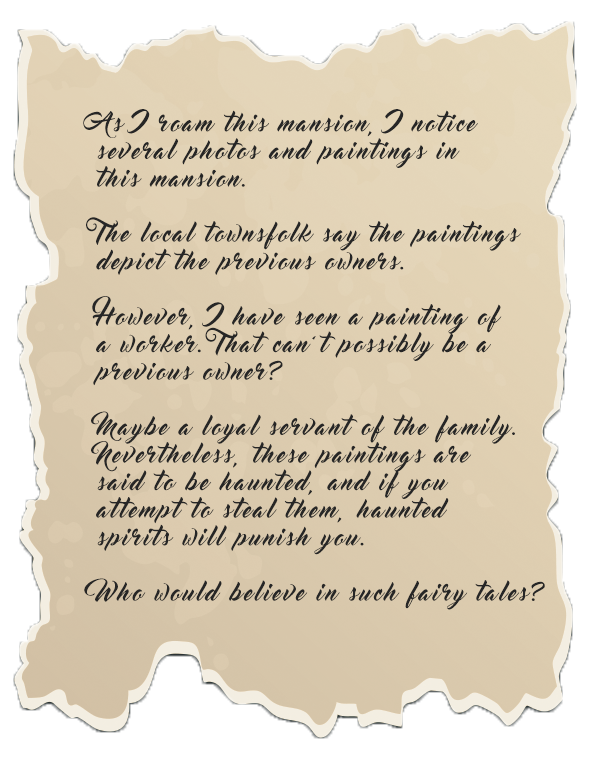 As I roam this mansion, I notice
several photos and paintings in
this mansion.
The local townsfolk say the paintings
depict the previous owners.
However, I have seen a painting of
a worker. That can't possibly be a
previous owner?
Maybe a loyal servant of the family.
Nevertheless, these paintings are
said to be haunted, and if you
attempt to steal them, haunted
spirits will punish you.
Who would believe in such fairy tales?